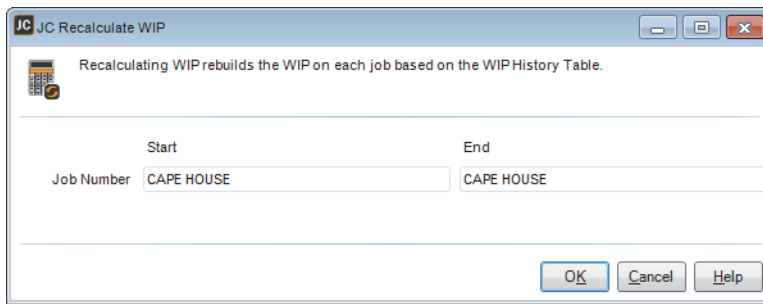 JC JC Recalculate WIP
Recalculating WIP rebuilds the WIP on each job based on the WIP History Table.
Start End
Job Number CAPE HOUSE CAPE HOUSE
OK Cancel Help